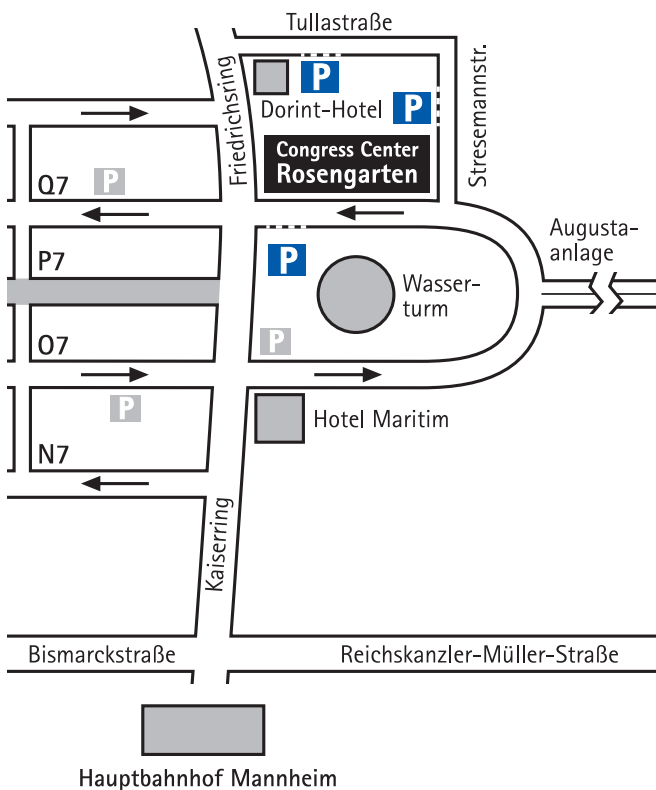 Tullastraße
Friedrichsring
P
Dorint-Hotel
P
Stresemannstr.
Congress Center
Rosengarten
P
Q7
P7
P
Augusta-
anlage
Wasser-
turm
O7
P
P
Hotel Maritim
N7
Kaiserring
Bismarckstraße
Reichskanzler-Müller-Straße
Hauptbahnhof Mannheim